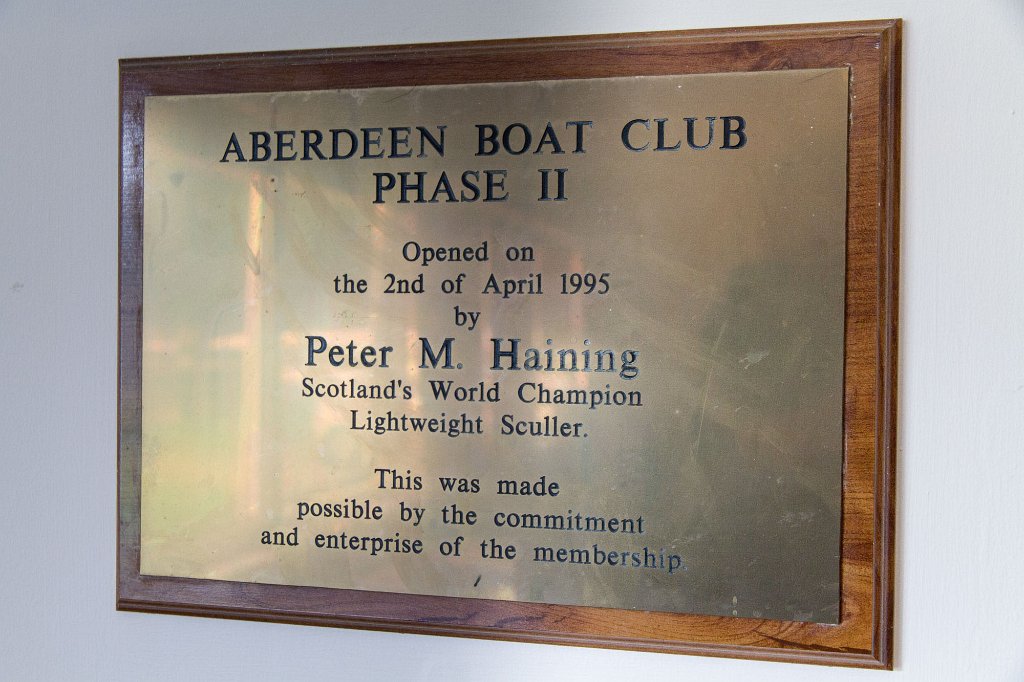 ABERDEEN BOAT CLUB
PHASE II
Opened on
the 2nd of April 1995
by
Peter M. Haining
Scotland's World Champion
Lightweight Sculler.
This was made
possible by the commitment
and enterprise of the membership.